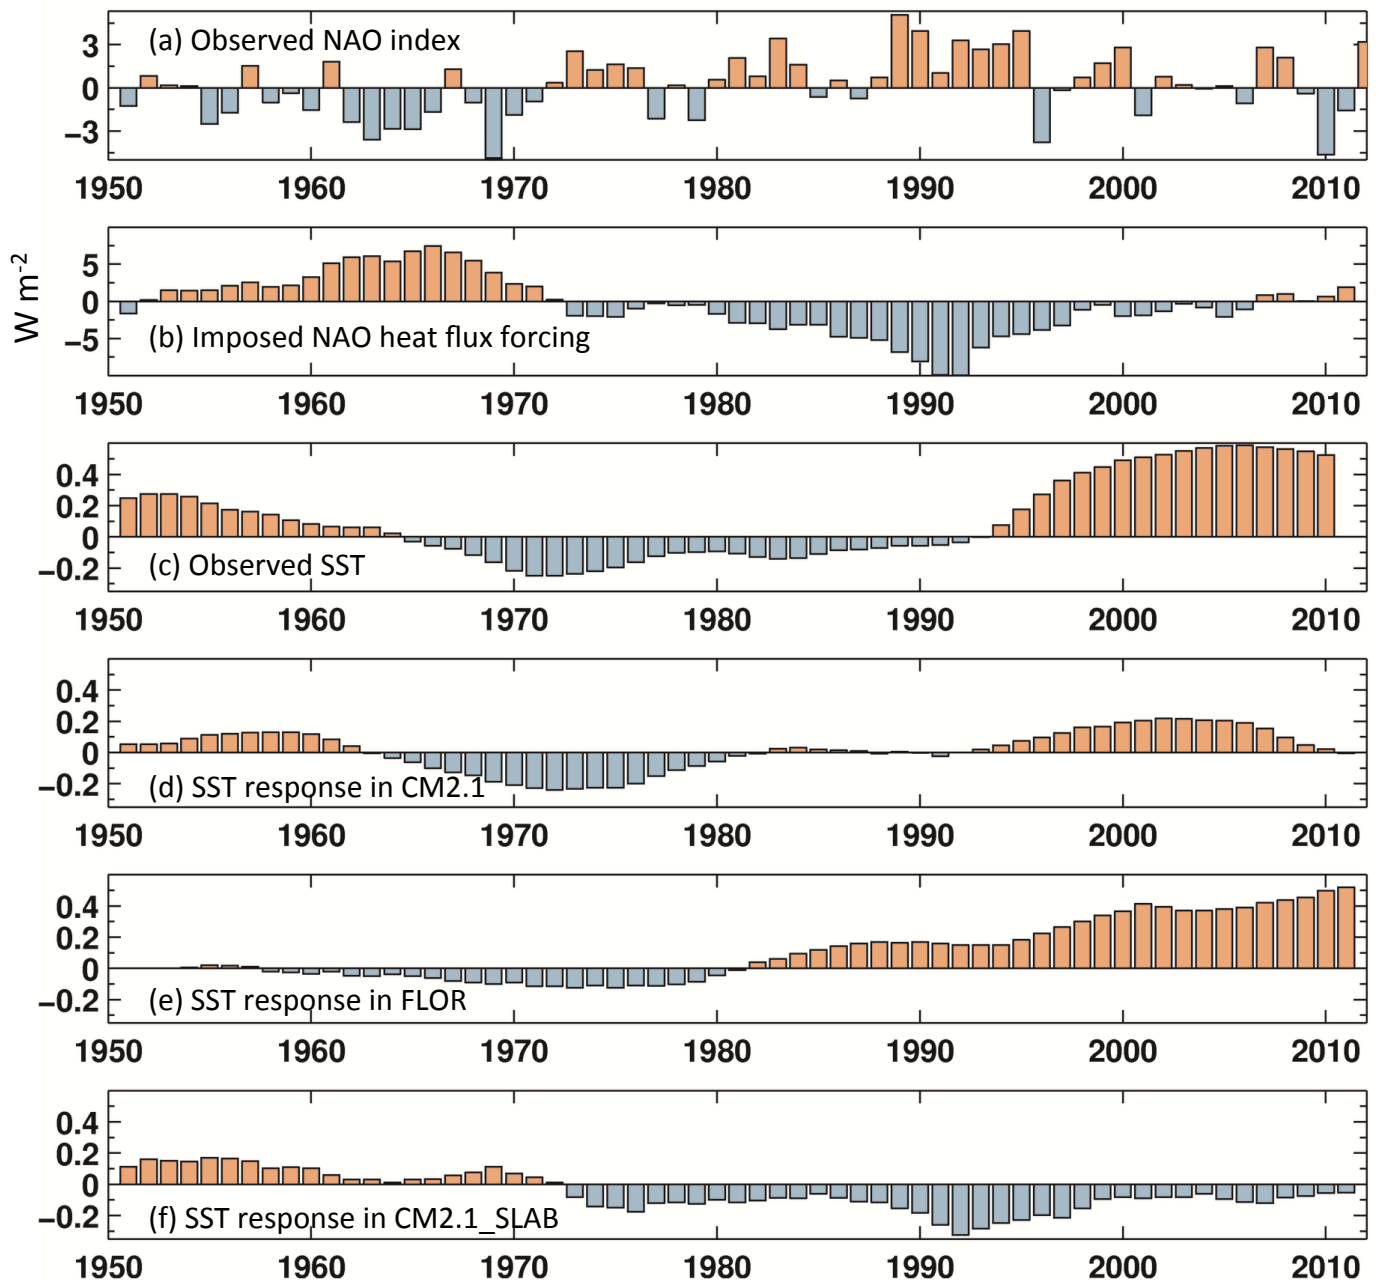 (a) Observed NAO index
3
0
−3
1950 1960 1970 1980 1990 2000 2010
W m-2
5
0
−5
(b) Imposed NAO heat flux forcing
1950 1960 1970 1980 1990 2000 2010
0.4
0.2
0
−0.2
(c) Observed SST
1950 1960 1970 1980 1990 2000 2010
0.4
0.2
0
−0.2
(d) SST response in CM2.1
1950 1960 1970 1980 1990 2000 2010
0.4
0.2
0
−0.2
(e) SST response in FLOR
1950 1960 1970 1980 1990 2000 2010
0.4
0.2
0
−0.2
(f) SST response in CM2.1_SLAB
1950 1960 1970 1980 1990 2000 2010